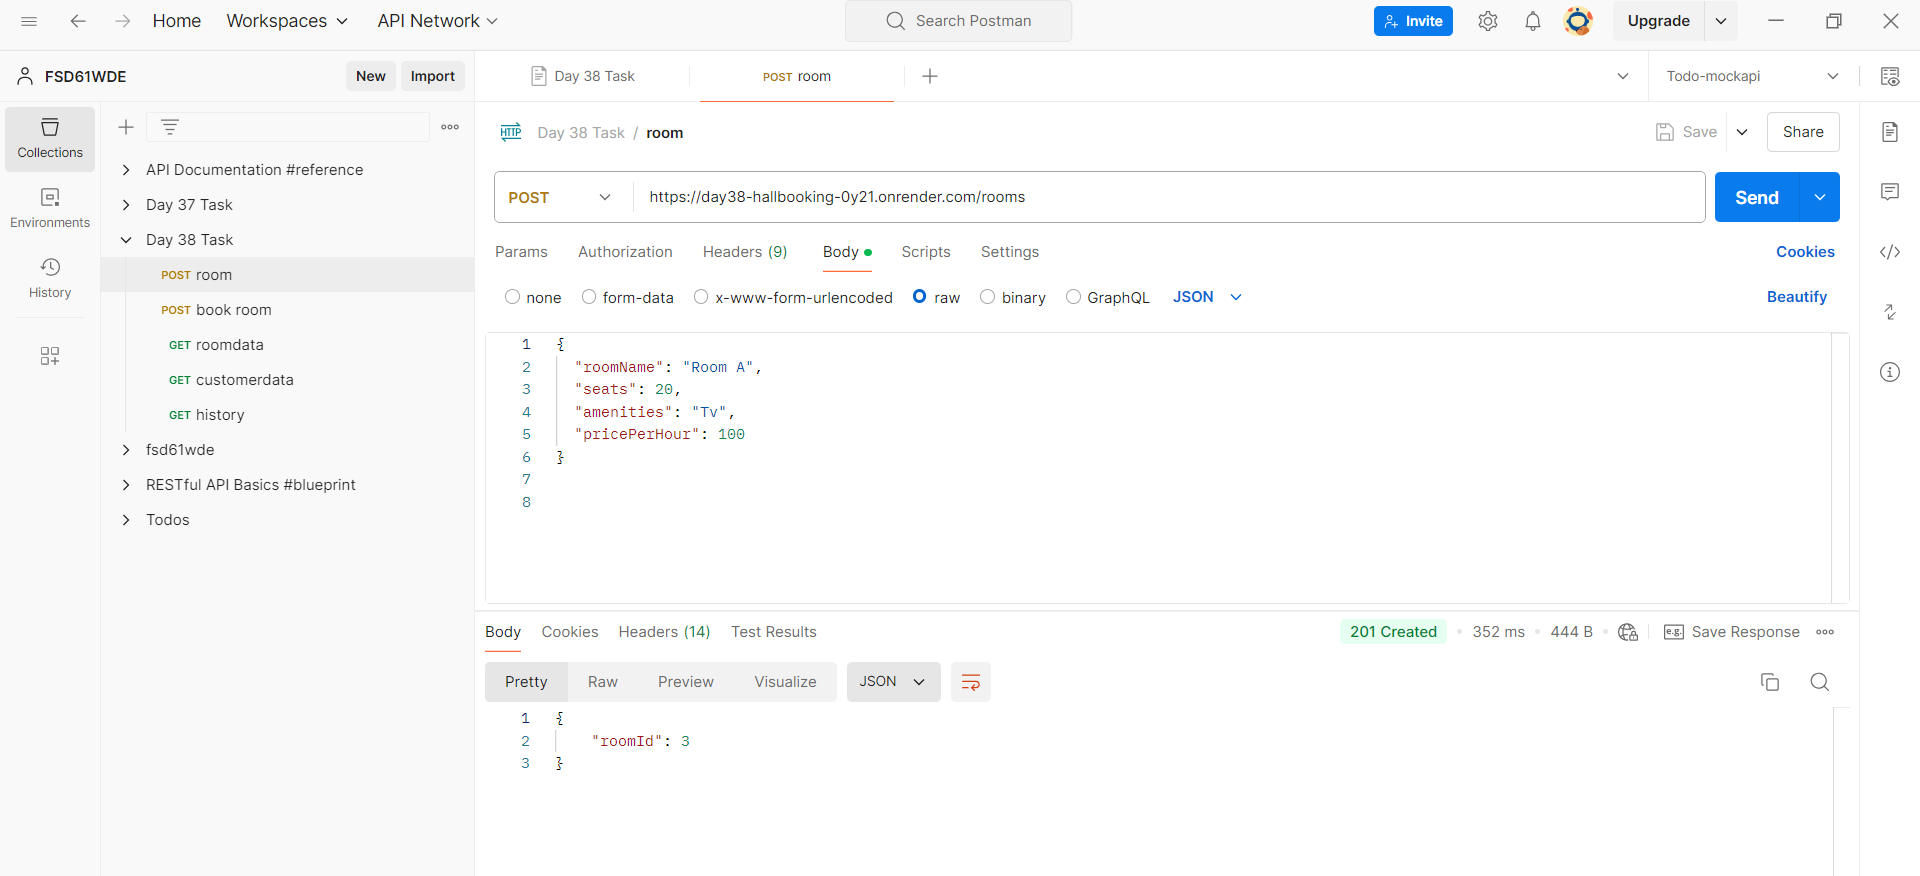 Home Workspaces API Network Search Postman Invite Upgrade
FSD61WDE New Import Day 38 Task POST room Todo-mockapi
HTTP Day 38 Task / room Save Share
Collections
Environments
History
API Documentation #reference
Day 37 Task
Day 38 Task
POST room
POST book room
GET roomdata
GET customerdata
GET history
fsd61wde
RESTful API Basics #blueprint
Todos
POST https://day38-hallbooking-0y21.onrender.com/rooms Send
Params Authorization Headers (9) Body Scripts Settings Cookies
none form-data x-www-form-urlencoded raw binary GraphQL JSON Beautify
1 {
2 "roomName": "Room A",
3 "seats": 20,
4 "amenities": "Tv",
5 "pricePerHour": 100
6 }
7
8
Body Cookies Headers (14) Test Results 201 Created 352 ms 444 B e.g. Save Response
Pretty Raw Preview Visualize JSON
1 {
2 "roomId": 3
3 }